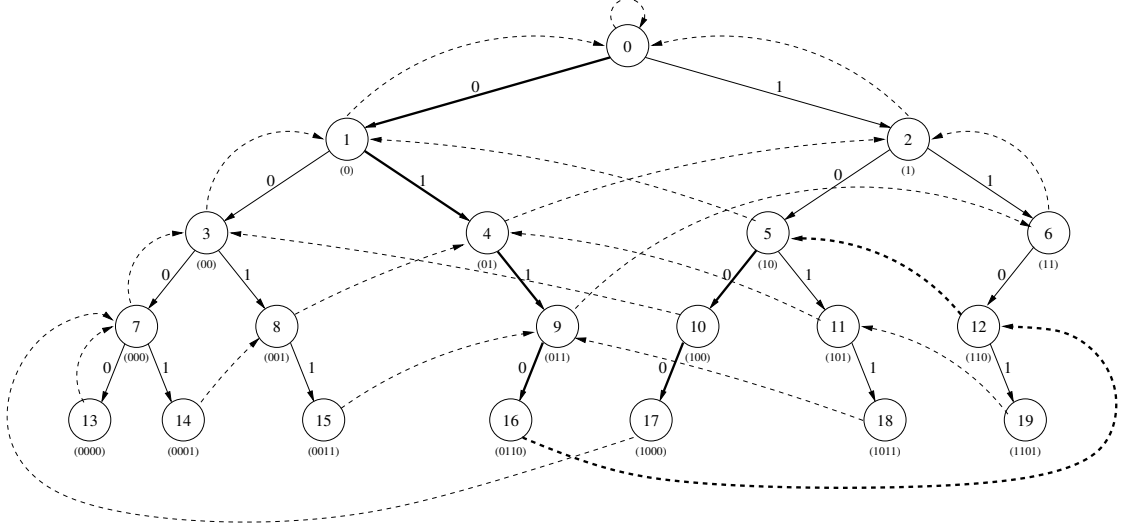 0
0 1
1 2
(0) (1)
0 1 0 1
3 4 5 6
(00) (01) (10) (11)
0 1 1 0 1 0
7 8 9 10 11 12
(000) (001) (011) (100) (101) (110)
0 1 1 0 0 1 1
13 14 15 16 17 18 19
(0000) (0001) (0011) (0110) (1000) (1011) (1101)